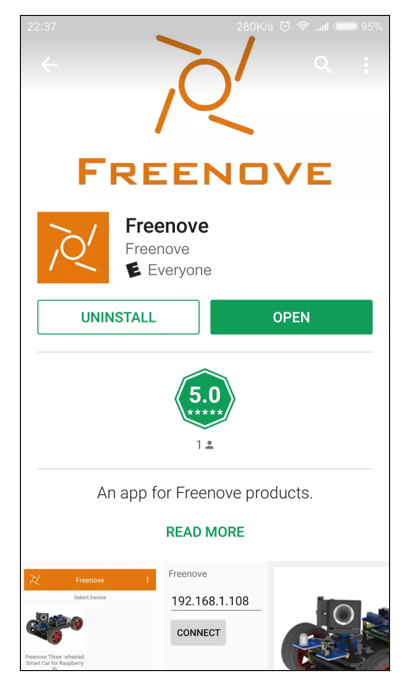 22:37 280K/s 95%
FREENOVE
Freenove
Freenove
E Everyone
UNINSTALL OPEN
5.0
1
An app for Freenove products.
READ MORE
Freenove
Select Device
Freenove Three -wheeled
Smart Car for Raspberry
Pi
Freenove
192.168.1.108
CONNECT